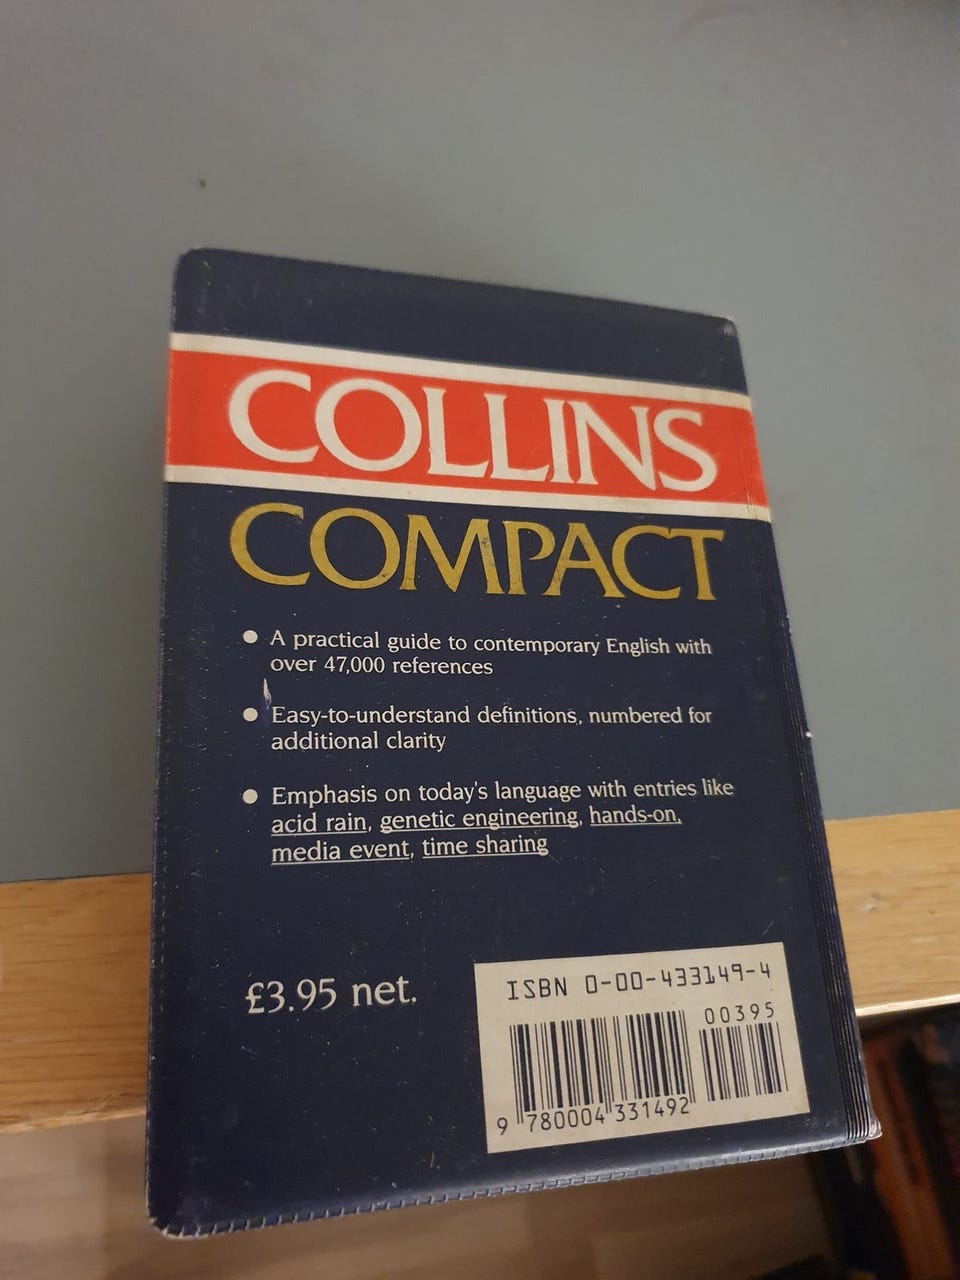 COLLINS
COMPACT
● A practical guide to contemporary English with
over 47,000 references
● Easy-to-understand definitions, numbered for
additional clarity
● Emphasis on today's language with entries like
acid rain, genetic engineering, hands-on,
media event, time sharing
£3.95 net.
ISBN 0-00-433149-4
00395
9 780004 331492